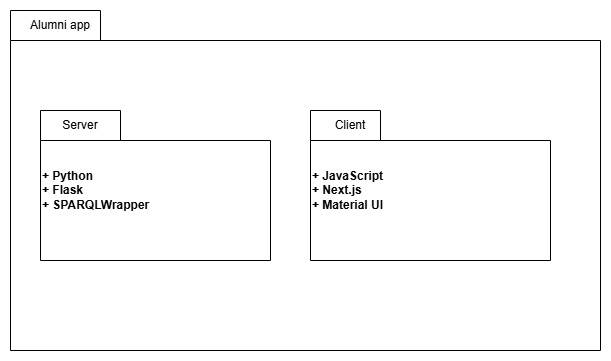 Alumni app
Server
+ Python
+ Flask
+ SPARQLWrapper
Client
+ JavaScript
+ Next.js
+ Material UI